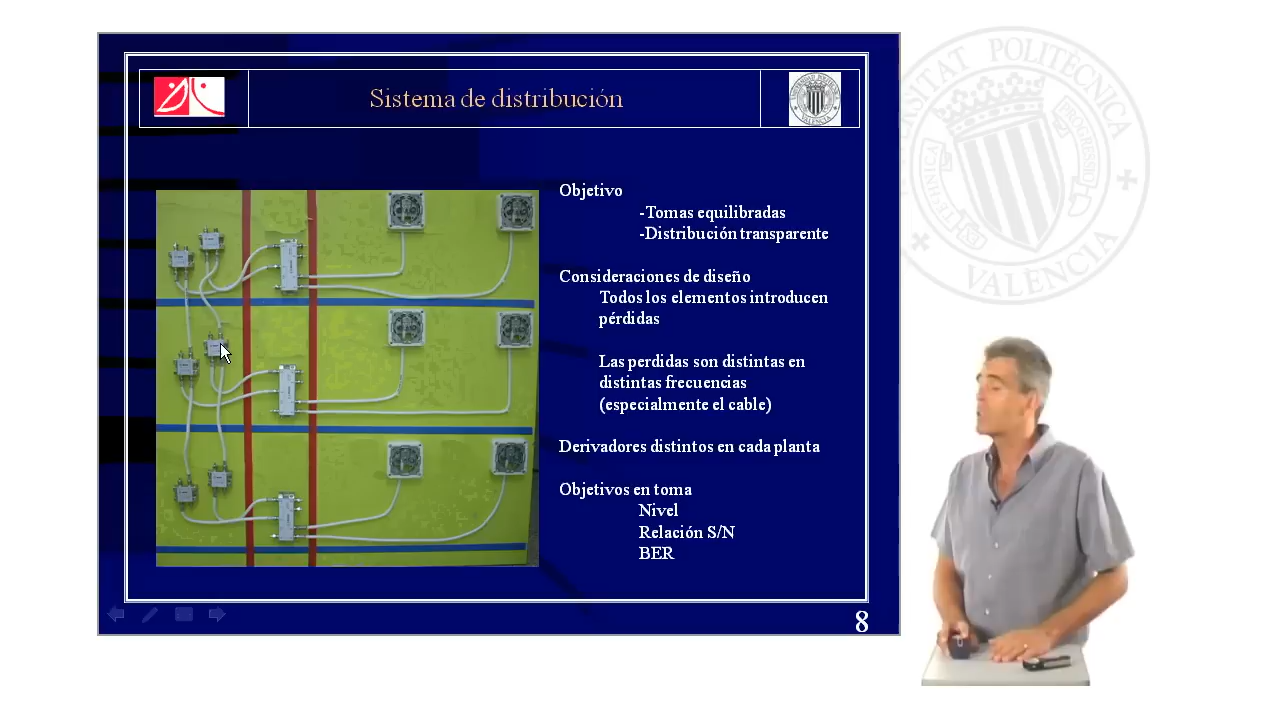 Sistema de distribución
Objetivo
-Tomas equilibradas
-Distribución transparente
Consideraciones de diseño
Todos los elementos introducen
pérdidas
Las perdidas son distintas en
distintas frecuencias
(especialmente el cable)
Derivadores distintos en cada planta
Objetivos en toma
Nivel
Relación S/N
BER
8
POLITÈCNICA
VALÈNCIA